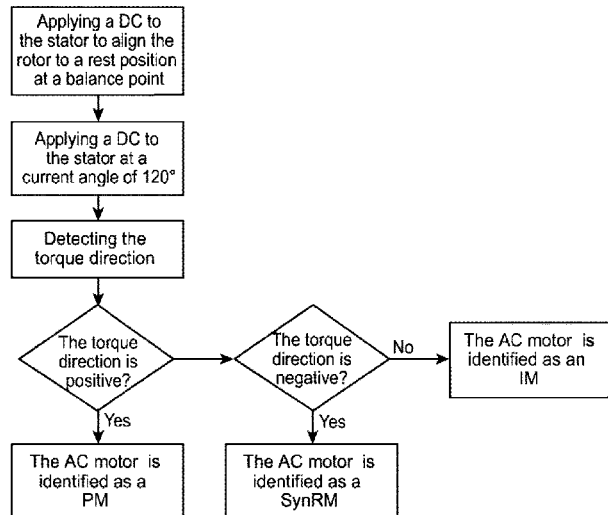 Applying a DC to
the stator to align the
rotor to a rest position
at a balance point
Applying a DC to
the stator at a
current angle of 120°
Detecting the
torque direction
The torque
direction is
positive?
The torque
direction is
negative?
No
The AC motor is
identified as an
IM
Yes
Yes
The AC motor is
identified as a
PM
The AC motor is
identified as a
SynRM